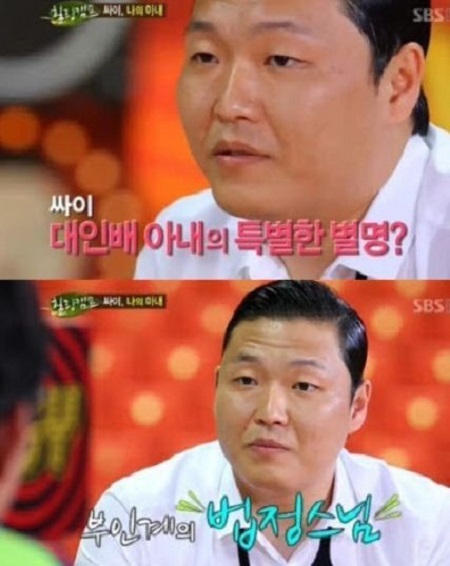 힐링캠프 싸이, 나의 아내
SBS
싸이
대인배 아내의 특별한 별명?
힐링캠프 싸이, 나의 아내
SBS
부인계의 법정스님